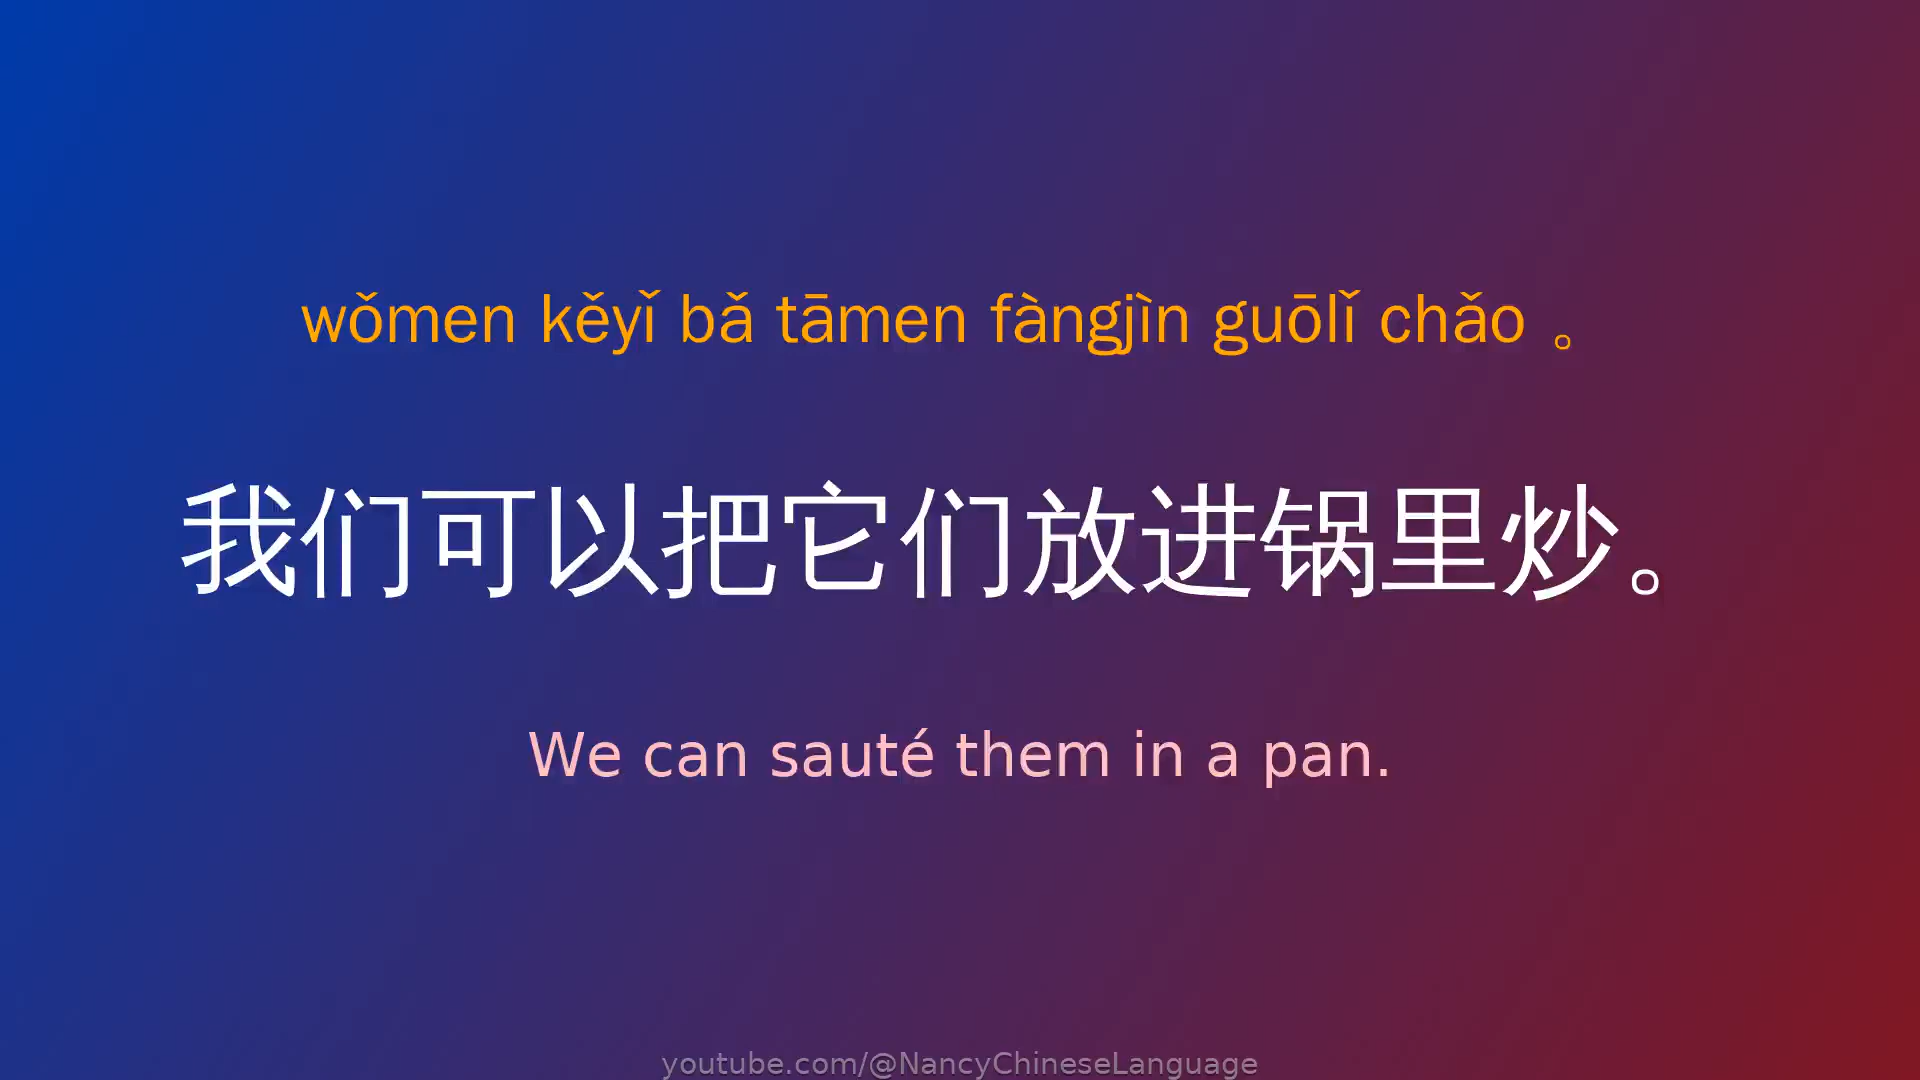 wǒmen kěyǐ bǎ tāmen fàngjìn guōlǐ chǎo 。
我们可以把它们放进锅里炒。
We can sauté them in a pan.
youtube.com/@NancyChineseLanguage